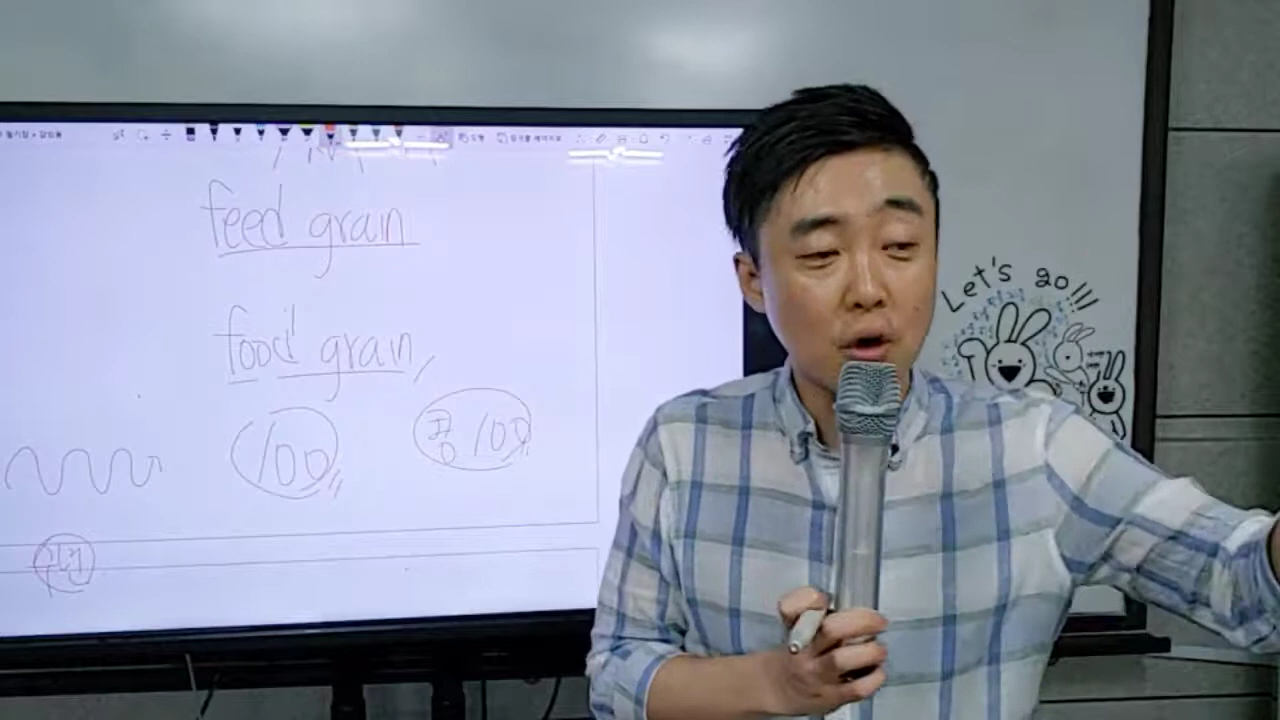 feed grain
food grain,
100
콩 100
Let's go!!!